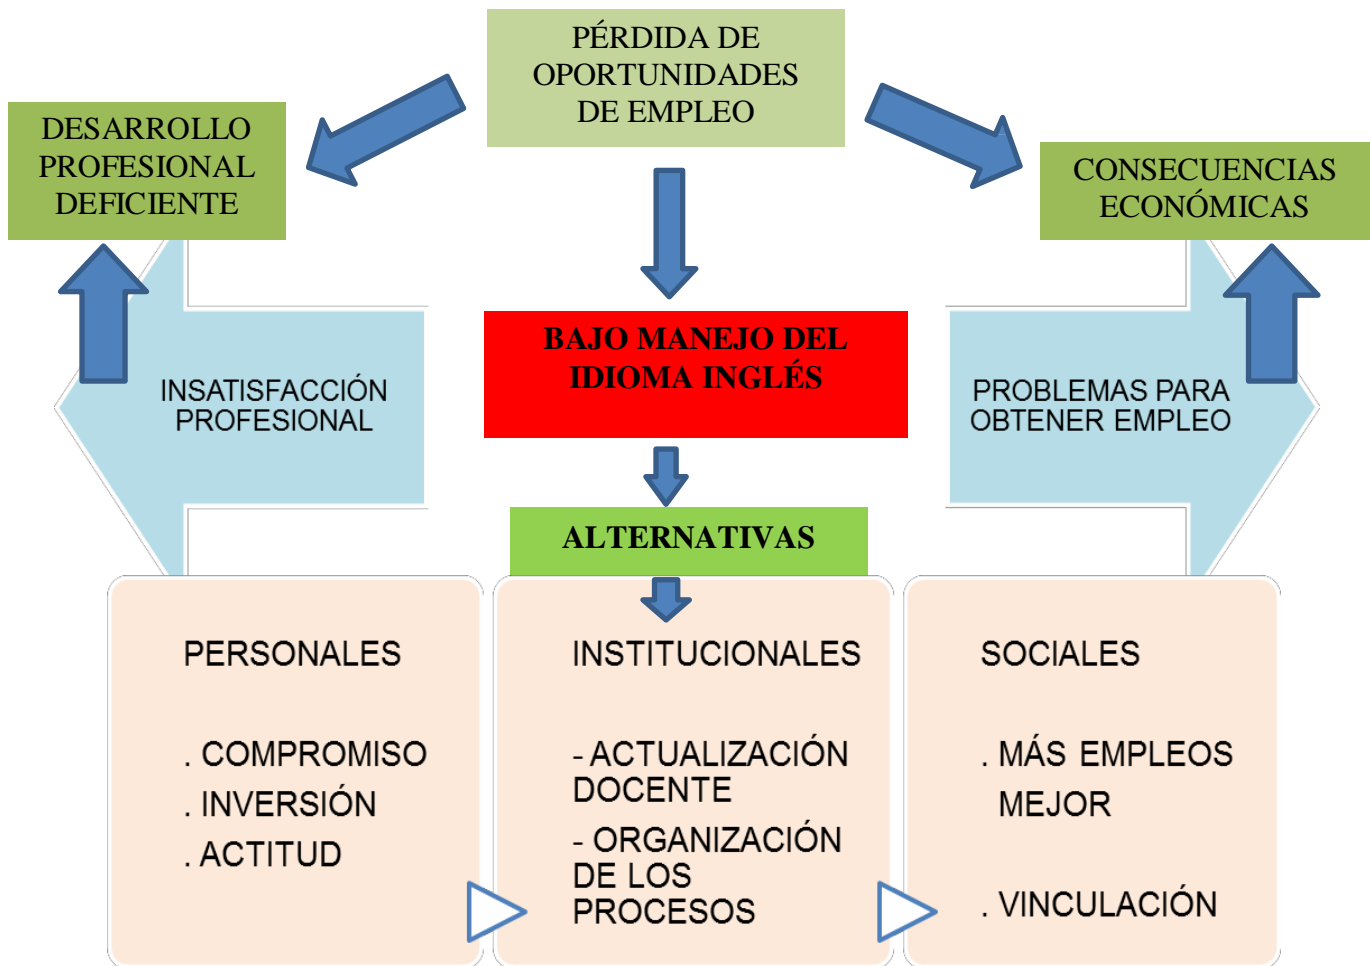 PÉRDIDA DE
OPORTUNIDADES
DE EMPLEO
DESARROLLO
PROFESIONAL
DEFICIENTE
CONSECUENCIAS
ECONÓMICAS
INSATISFACCIÓN
PROFESIONAL
BAJO MANEJO DEL
IDIOMA INGLÉS
PROBLEMAS PARA
OBTENER EMPLEO
ALTERNATIVAS
PERSONALES
. COMPROMISO
. INVERSIÓN
. ACTITUD
INSTITUCIONALES
- ACTUALIZACIÓN
DOCENTE
- ORGANIZACIÓN
DE LOS
PROCESOS
SOCIALES
. MÁS EMPLEOS
MEJOR
. VINCULACIÓN